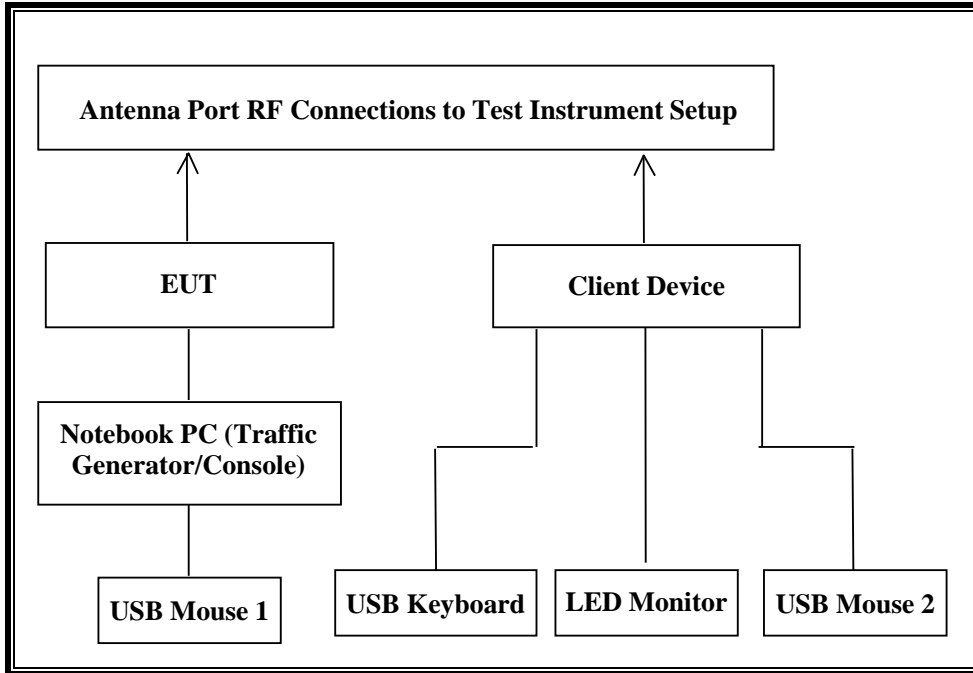 Antenna Port RF Connections to Test Instrument Setup
EUT
Client Device
Notebook PC (Traffic
Generator/Console)
USB Mouse 1
USB Keyboard
LED Monitor
USB Mouse 2